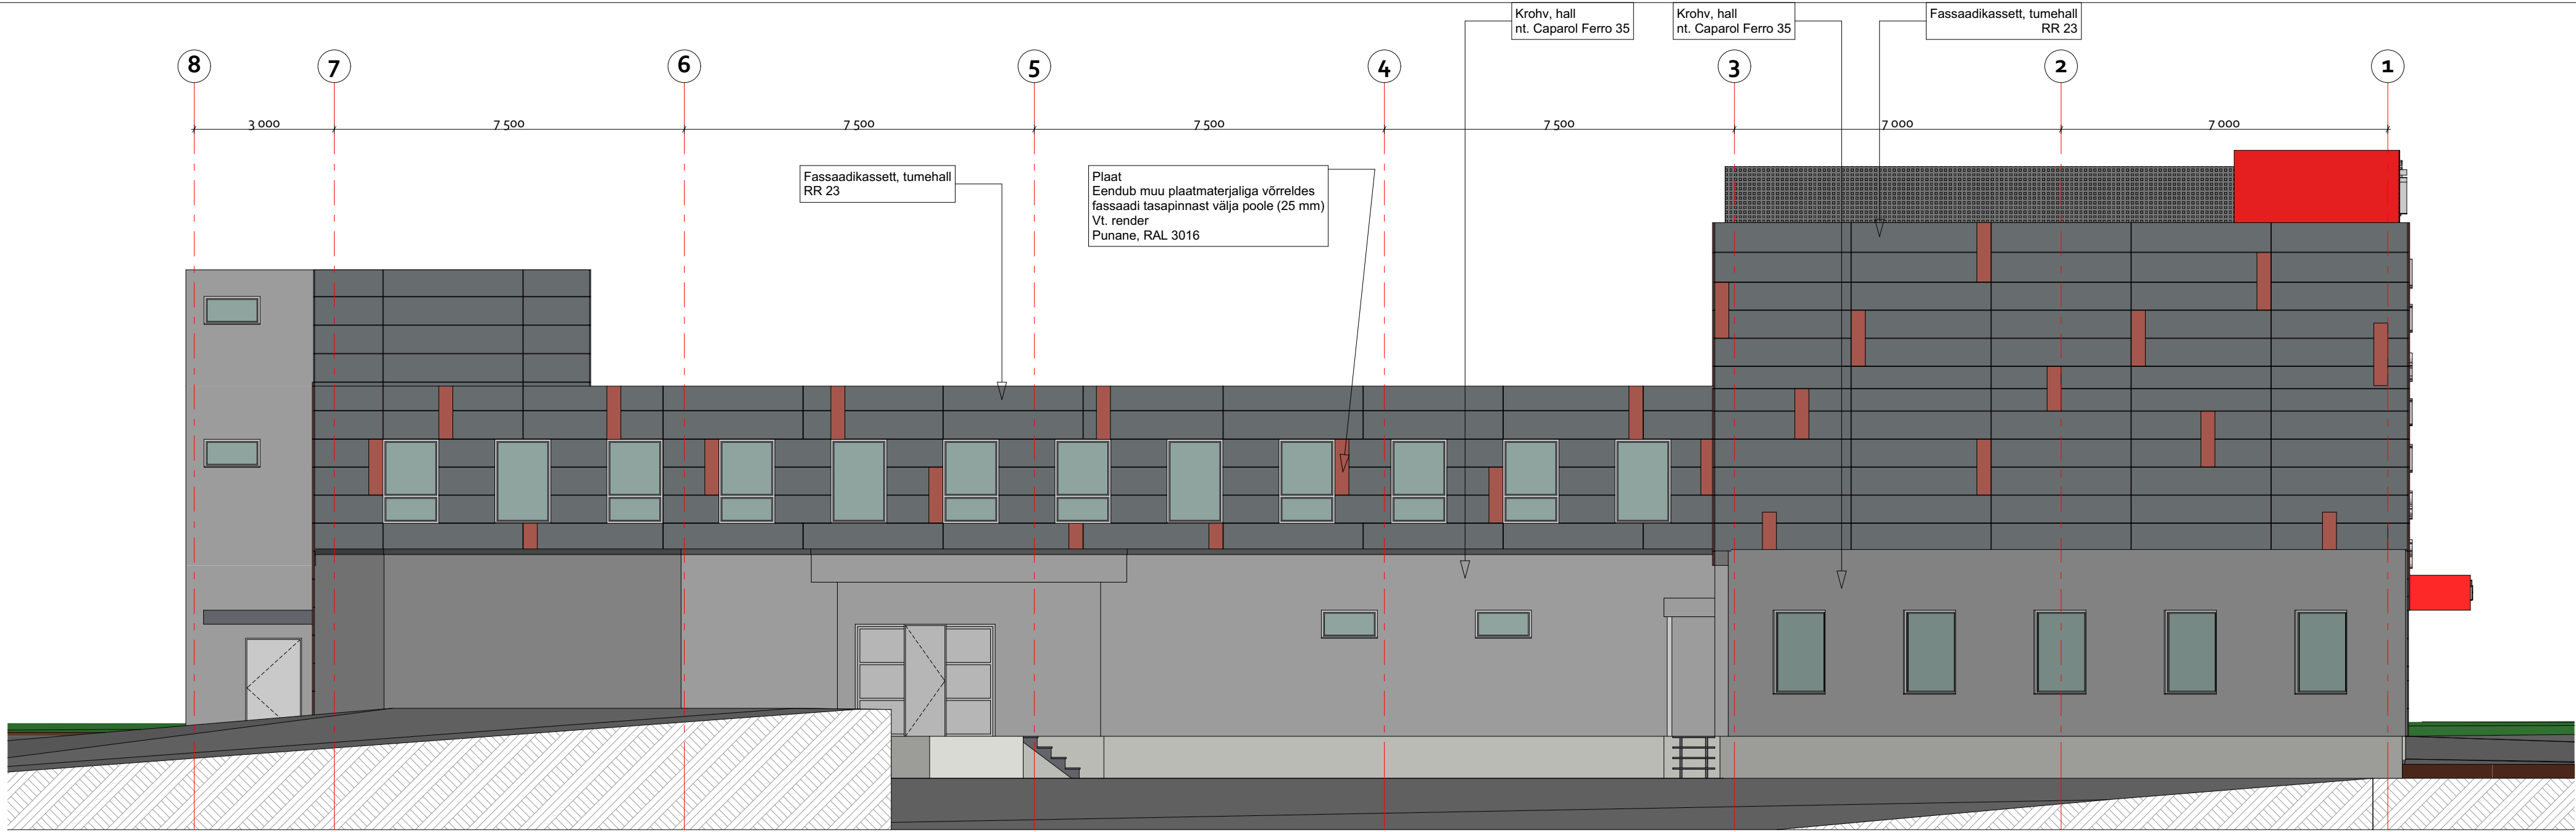 Krohv, hall
nt. Caparol Ferro 35
Krohv, hall
nt. Caparol Ferro 35
Fassaadikassett, tumehall
RR 23
8
7
6
5
4
3
2
1
3 000
7 500
7 500
7 500
7 500
7 000
7 000
Fassaadikassett, tumehall
RR 23
Plaat
Eendub muu plaatmaterjaliga võrreldes
fassaadi tasapinnast välja poole (25 mm)
Vt. render
Punane, RAL 3016